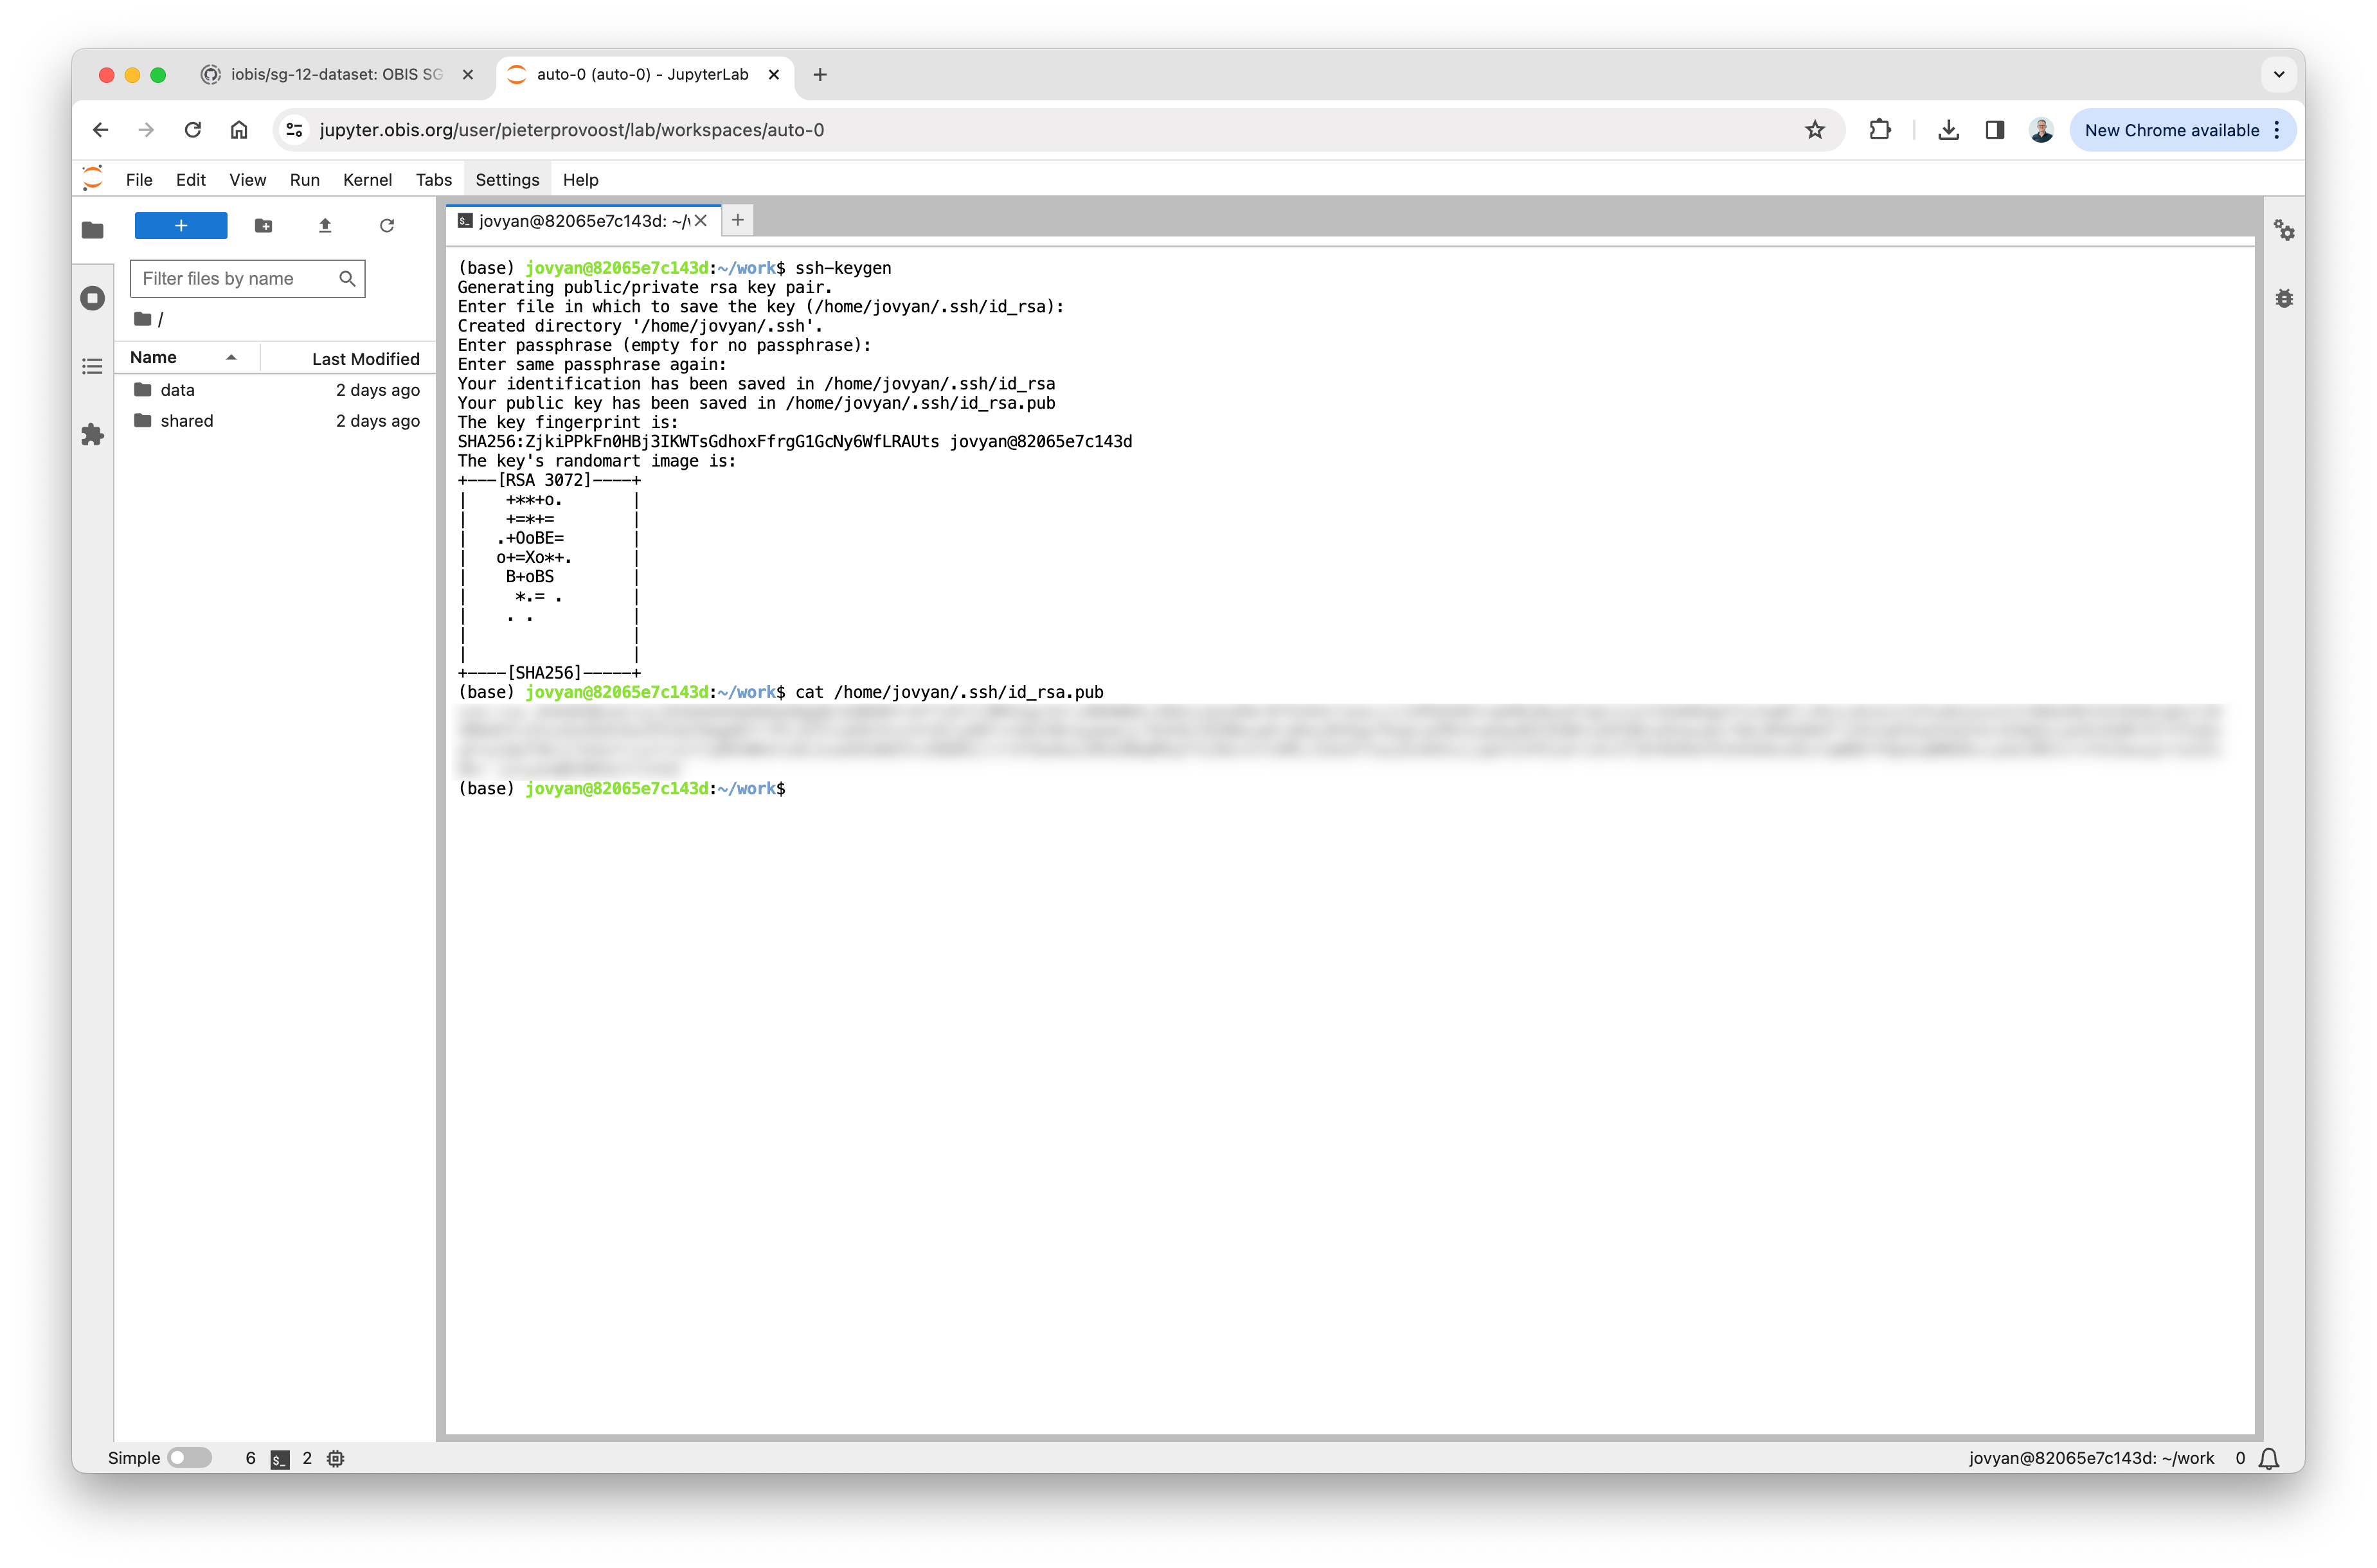 iobis/sg-12-dataset: OBIS SG
auto-0 (auto-0) - JupyterLab
jupyter.obis.org/user/pieterprovoost/lab/workspaces/auto-0
New Chrome available
File Edit View Run Kernel Tabs Settings Help
jovyan@82065e7c143d: ~/
Filter files by name
/
Name Last Modified
data 2 days ago
shared 2 days ago
(base) jovyan@82065e7c143d:~/work$ ssh-keygen
Generating public/private rsa key pair.
Enter file in which to save the key (/home/jovyan/.ssh/id_rsa):
Created directory '/home/jovyan/.ssh'.
Enter passphrase (empty for no passphrase):
Enter same passphrase again:
Your identification has been saved in /home/jovyan/.ssh/id_rsa
Your public key has been saved in /home/jovyan/.ssh/id_rsa.pub
The key fingerprint is:
SHA256:ZjkiPPkFn0HBj3IKWTsGdhoxFfrgG1GcNy6WfLRAUts jovyan@82065e7c143d
The key's randomart image is:
+---[RSA 3072]----+
|    +**+o.       |
|    +=*+=        |
|   .+OoBE=       |
|   o+=Xo*+.      |
|    B+oBS        |
|     *.= .       |
|    . .          |
|                 |
|                 |
+----[SHA256]-----+
(base) jovyan@82065e7c143d:~/work$ cat /home/jovyan/.ssh/id_rsa.pub
(base) jovyan@82065e7c143d:~/work$
Simple 6 $_ 2 jovyan@82065e7c143d: ~/work 0